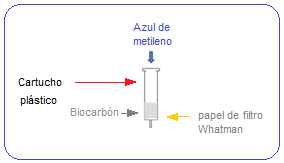 Azul de
metileno
Cartucho
plástico
Biocarbón
papel de filtro
Whatman